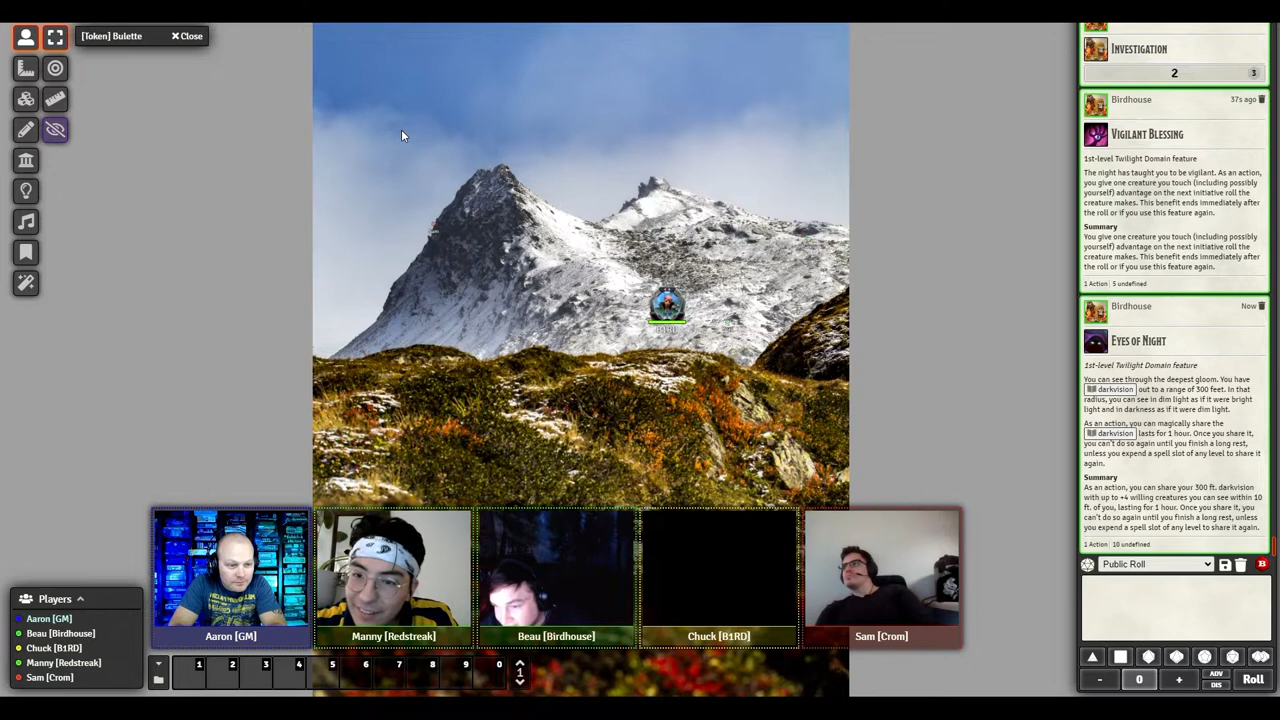 [Token] Bulette
Close
B1RD
Aaron [GM]
Manny [Redstreak]
Beau [Birdhouse]
Chuck [B1RD]
Sam [Crom]
Players
Aaron [GM]
Beau [Birdhouse]
Chuck [B1RD]
Manny [Redstreak]
Sam [Crom]
1 2 3 4 5 6 7 8 9 0
1
Investigation
2
3
Birdhouse
37s ago
Vigilant Blessing
1st-level Twilight Domain feature
The night has taught you to be vigilant. As an action,
you give one creature you touch (including possibly
yourself) advantage on the next initiative roll the
creature makes. This benefit ends immediately after
the roll or if you use this feature again.
Summary
You give one creature you touch (including possibly
yourself) advantage on the next initiative roll the
creature makes. This benefit ends immediately after
the roll or if you use this feature again.
1 Action 5 undefined
Birdhouse
Now
Eyes of Night
1st-level Twilight Domain feature
You can see through the deepest gloom. You have
darkvision out to a range of 300 feet. In that
radius, you can see in dim light as if it were bright
light and in darkness as if it were dim light.
As an action, you can magically share the
darkvision lasts for 1 hour. Once you share it,
you can't do so again until you finish a long rest,
unless you expend a spell slot of any level to share it
again.
Summary
As an action, you can share your 300 ft. darkvision
with up to +4 willing creatures you can see within 10
ft. of you, lasting for 1 hour. Once you share it, you
can't do so again until you finish a long rest, unless
you expend a spell slot of any level to share it again.
1 Action 10 undefined
Public Roll
- 0 + ADV DIS Roll